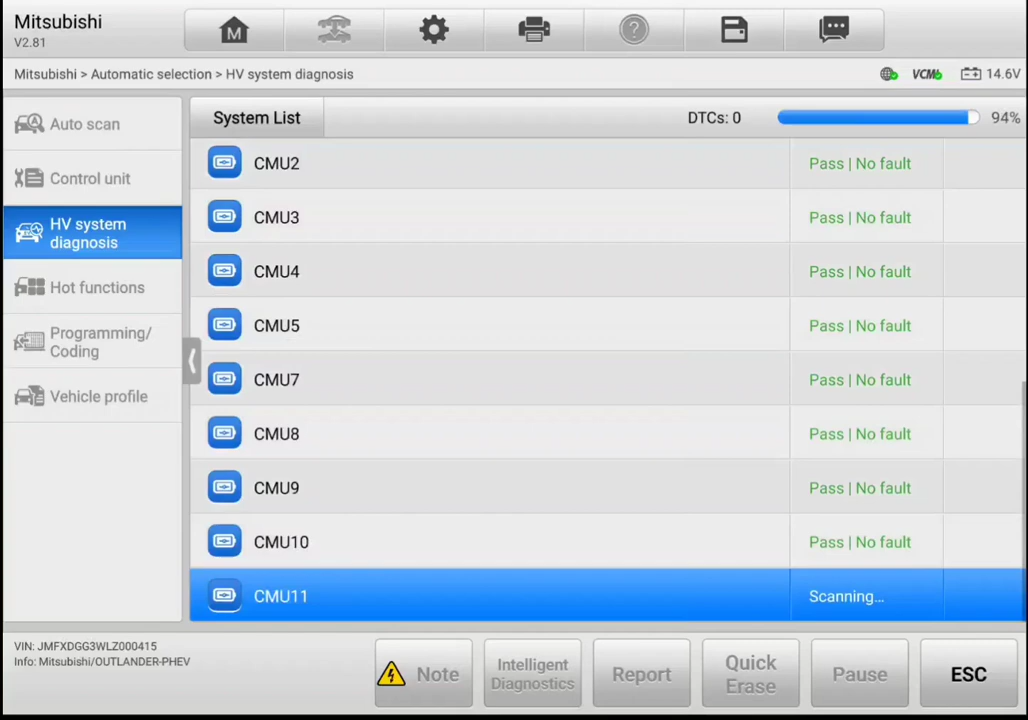 Mitsubishi
V2.81
M
?
Mitsubishi > Automatic selection > HV system diagnosis
VCMI
14.6V
Auto scan
Control unit
HV system
diagnosis
Hot functions
Programming/
Coding
Vehicle profile
System List
DTCs: 0
94%
CMU2
Pass | No fault
CMU3
Pass | No fault
CMU4
Pass | No fault
CMU5
Pass | No fault
CMU7
Pass | No fault
CMU8
Pass | No fault
CMU9
Pass | No fault
CMU10
Pass | No fault
CMU11
Scanning...
VIN: JMFXDGG3WLZ000415
Info: Mitsubishi/OUTLANDER-PHEV
Note
Intelligent
Diagnostics
Report
Quick
Erase
Pause
ESC